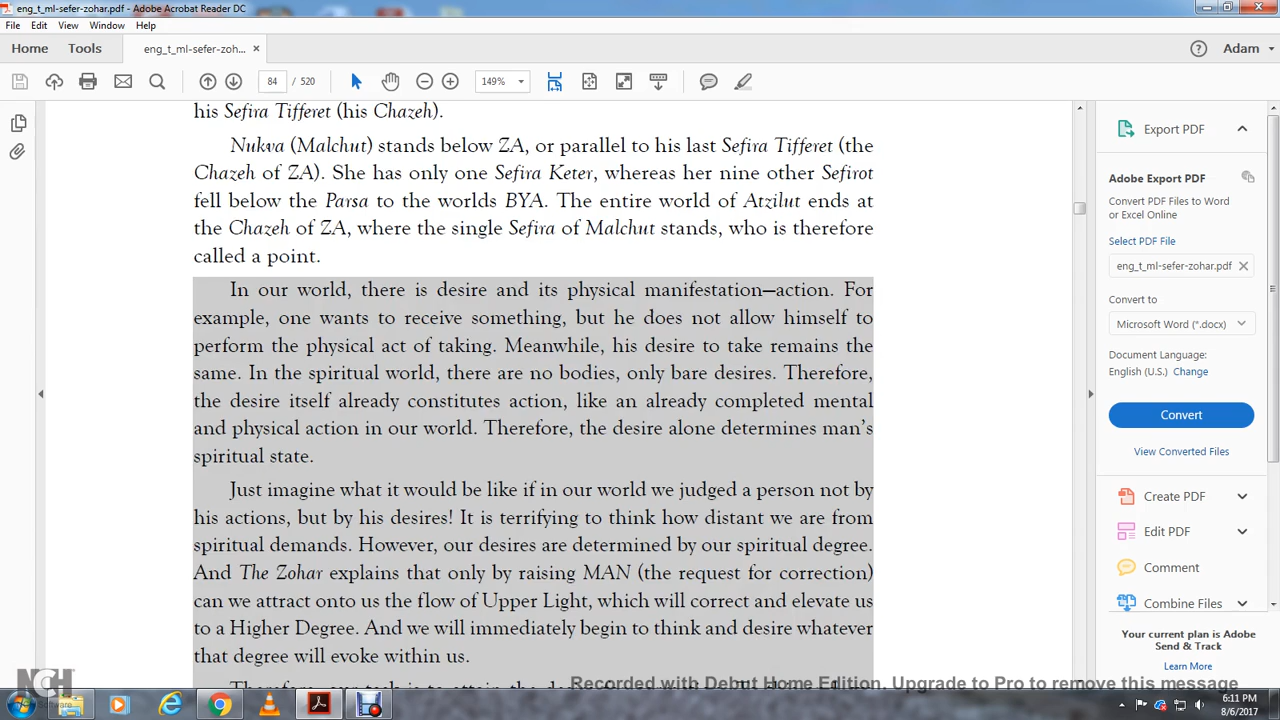 eng_t_ml-sefer-zohar.pdf - Adobe Acrobat Reader DC
File Edit View Window Help
Home Tools eng_t_ml-sefer-zoh... × Adam
84 / 520 149%
his Sefira Tifferet (his Chazeh).
Nukva (Malchut) stands below ZA, or parallel to his last Sefira Tifferet (the
Chazeh of ZA). She has only one Sefira Keter, whereas her nine other Sefirot
fell below the Parsa to the worlds BYA. The entire world of Atzilut ends at
the Chazeh of ZA, where the single Sefira of Malchut stands, who is therefore
called a point.
In our world, there is desire and its physical manifestation—action. For
example, one wants to receive something, but he does not allow himself to
perform the physical act of taking. Meanwhile, his desire to take remains the
same. In the spiritual world, there are no bodies, only bare desires. Therefore,
the desire itself already constitutes action, like an already completed mental
and physical action in our world. Therefore, the desire alone determines man's
spiritual state.
Just imagine what it would be like if in our world we judged a person not by
his actions, but by his desires! It is terrifying to think how distant we are from
spiritual demands. However, our desires are determined by our spiritual degree.
And The Zohar explains that only by raising MAN (the request for correction)
can we attract onto us the flow of Upper Light, which will correct and elevate us
to a Higher Degree. And we will immediately begin to think and desire whatever
that degree will evoke within us.
Export PDF
Adobe Export PDF
Convert PDF Files to Word
or Excel Online
Select PDF File
eng_t_ml-sefer-zohar.pdf ×
Convert to
Microsoft Word (*.docx)
Document Language:
English (U.S.) Change
Convert
View Converted Files
Create PDF
Edit PDF
Comment
Combine Files
Your current plan is Adobe
Send & Track
Learn More
NCH
Software
Recorded with Debut Home Edition. Upgrade to Pro to remove this message
6:11 PM
8/6/2017